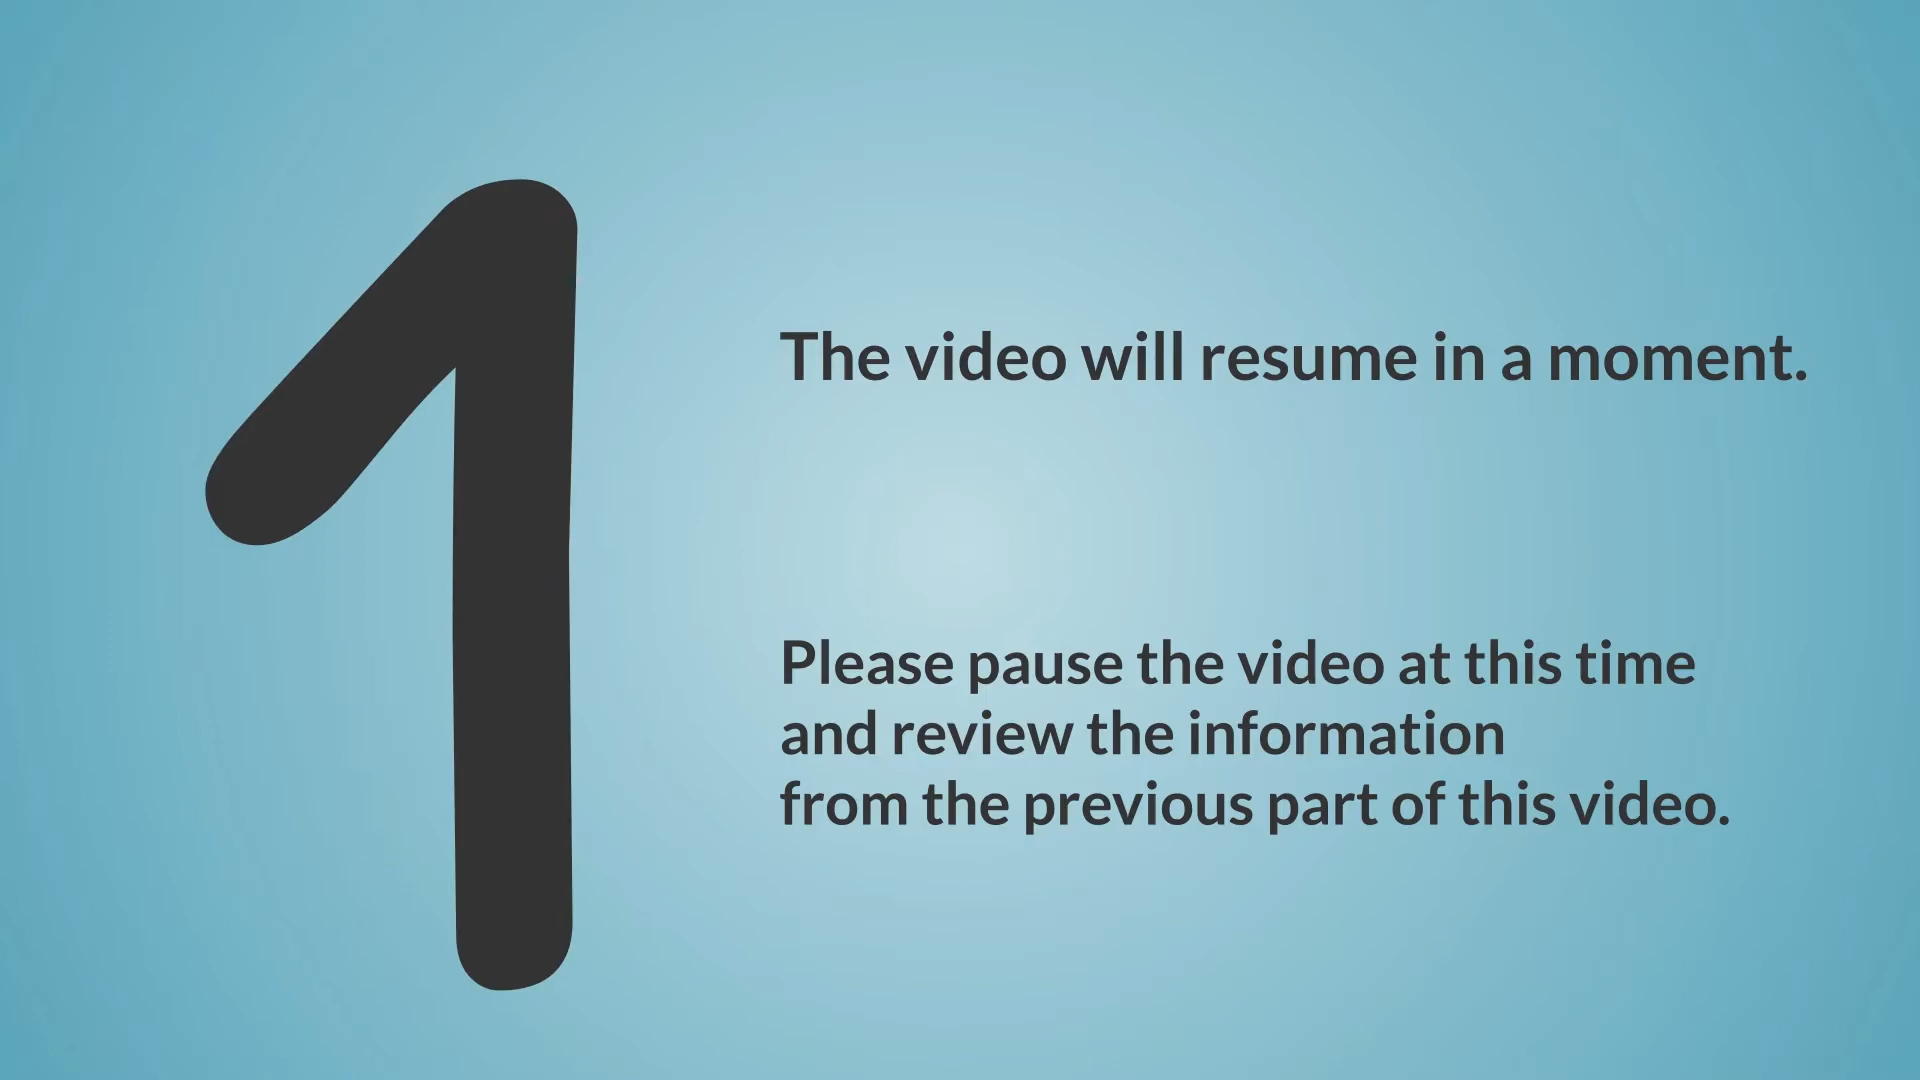 1
The video will resume in a moment.
Please pause the video at this time
and review the information
from the previous part of this video.